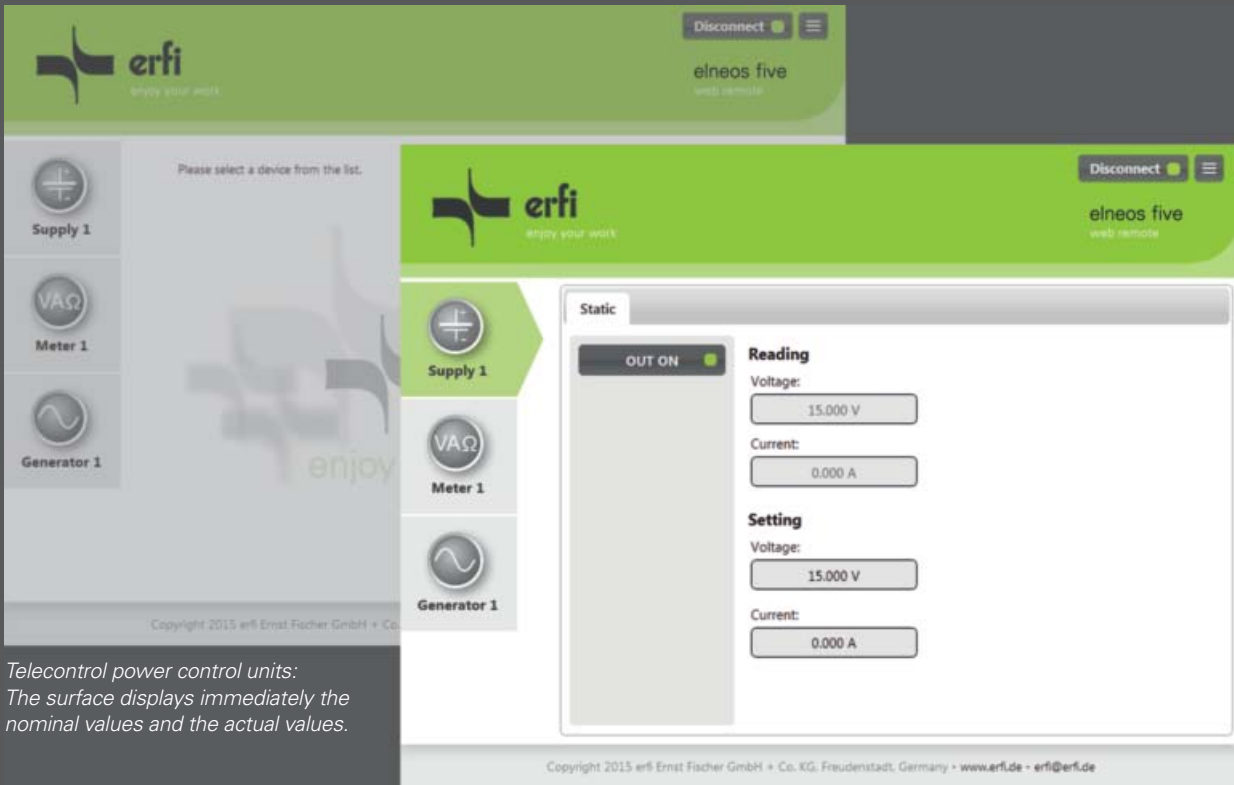 Disconnect
erfi
enjoy your work
elneos five
web remote
Please select a device from the list.
Supply 1
VAΩ
Meter 1
Generator 1
enjoy
Copyright 2015 erfi Ernst Fischer GmbH + Co.
Disconnect
erfi
enjoy your work
elneos five
web remote
Supply 1
VAΩ
Meter 1
Generator 1
Static
OUT ON
Reading
Voltage:
15.000 V
Current:
0.000 A
Setting
Voltage:
15.000 V
Current:
0.000 A
Copyright 2015 erfi Ernst Fischer GmbH + Co. KG. Freudenstadt. Germany • www.erfi.de - erfi@erfi.de
Telecontrol power control units:
The surface displays immediately the
nominal values and the actual values.